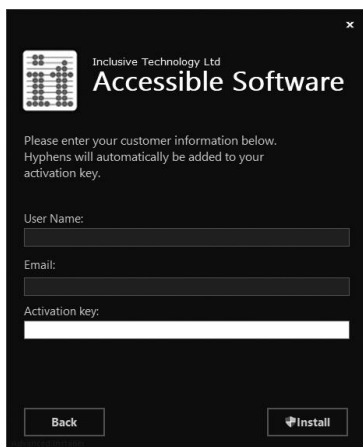 ×
Inclusive Technology Ltd
Accessible Software
Please enter your customer information below.
Hyphens will automatically be added to your
activation key.
User Name:
Email:
Activation key:
Back
Install